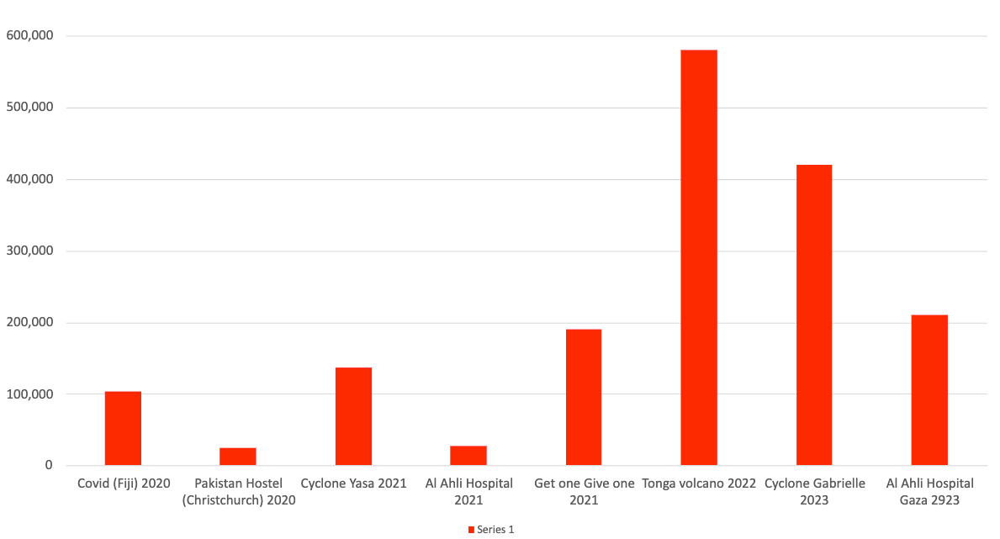 600,000
500,000
400,000
300,000
200,000
100,000
0
Covid (Fiji) 2020
Pakistan Hostel
(Christchurch) 2020
Cyclone Yasa 2021
Al Ahli Hospital
2021
Get one Give one
2021
Tonga volcano 2022
Cyclone Gabrielle
2023
Al Ahli Hospital
Gaza 2923
Series 1